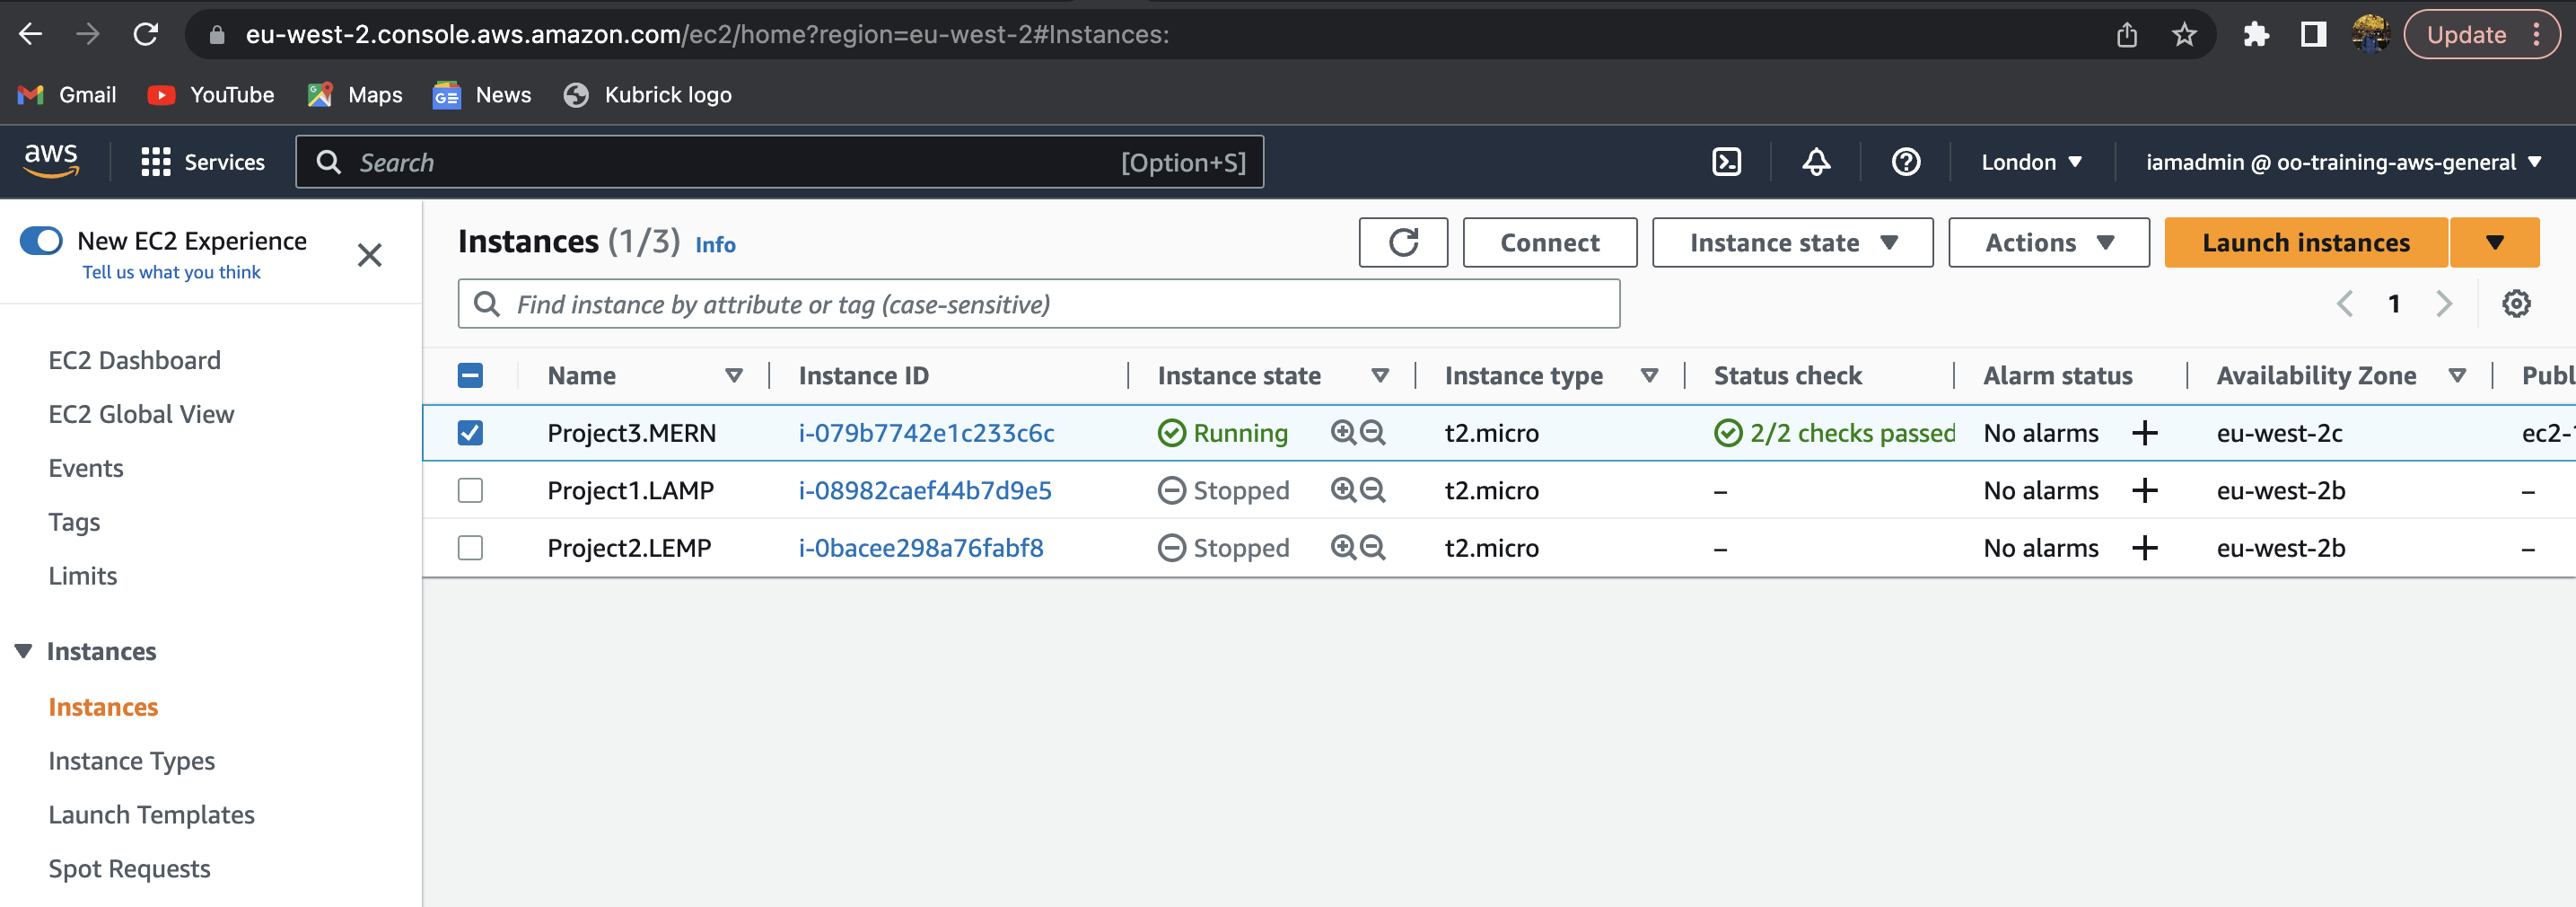 eu-west-2.console.aws.amazon.com/ec2/home?region=eu-west-2#Instances:
Update
Gmail YouTube Maps News Kubrick logo
aws Services Search [Option+S] London iamadmin @ oo-training-aws-general
New EC2 Experience
Tell us what you think
EC2 Dashboard
EC2 Global View
Events
Tags
Limits
Instances
Instances
Instance Types
Launch Templates
Spot Requests
Instances (1/3) Info Connect Instance state Actions Launch instances
Find instance by attribute or tag (case-sensitive) 1
Name Instance ID Instance state Instance type Status check Alarm status Availability Zone Publ
Project3.MERN i-079b7742e1c233c6c Running t2.micro 2/2 checks passed No alarms + eu-west-2c ec2-
Project1.LAMP i-08982caef44b7d9e5 Stopped t2.micro – No alarms + eu-west-2b –
Project2.LEMP i-0bacee298a76fabf8 Stopped t2.micro – No alarms + eu-west-2b –